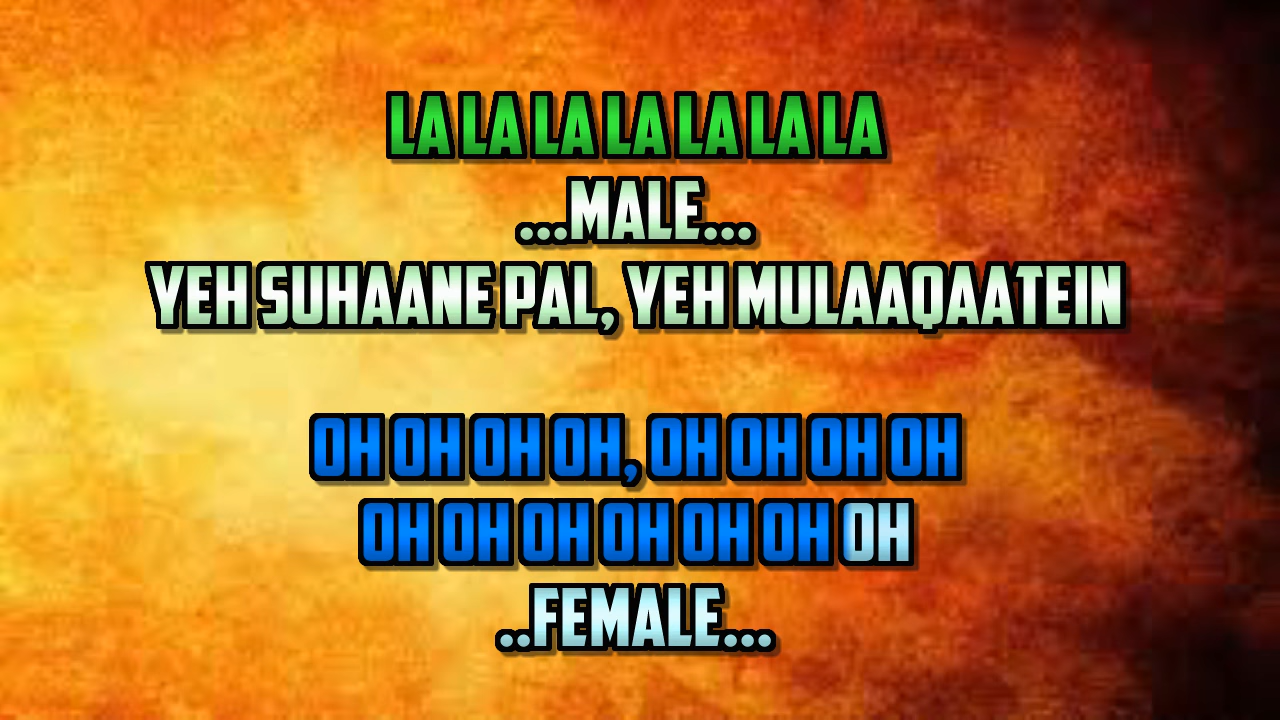 LA LA LA LA LA LA LA
...MALE...
YEH SUHAANE PAL, YEH MULAAQAATEIN
OH OH OH OH, OH OH OH OH
OH OH OH OH OH OH OH
..FEMALE...